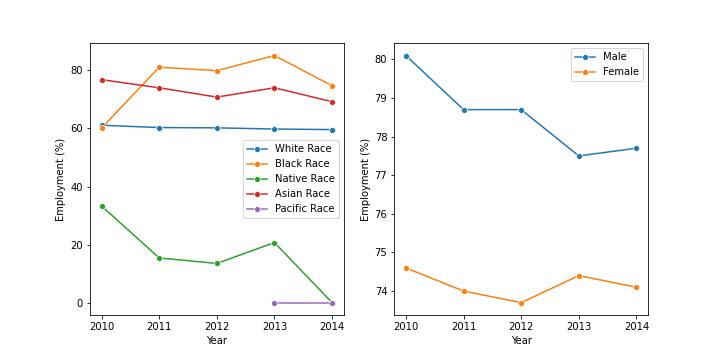 Employment (%)
80
60
40
20
0
2010 2011 2012 2013 2014
Year
White Race
Black Race
Native Race
Asian Race
Pacific Race
Employment (%)
80
79
78
77
76
75
74
2010 2011 2012 2013 2014
Year
Male
Female